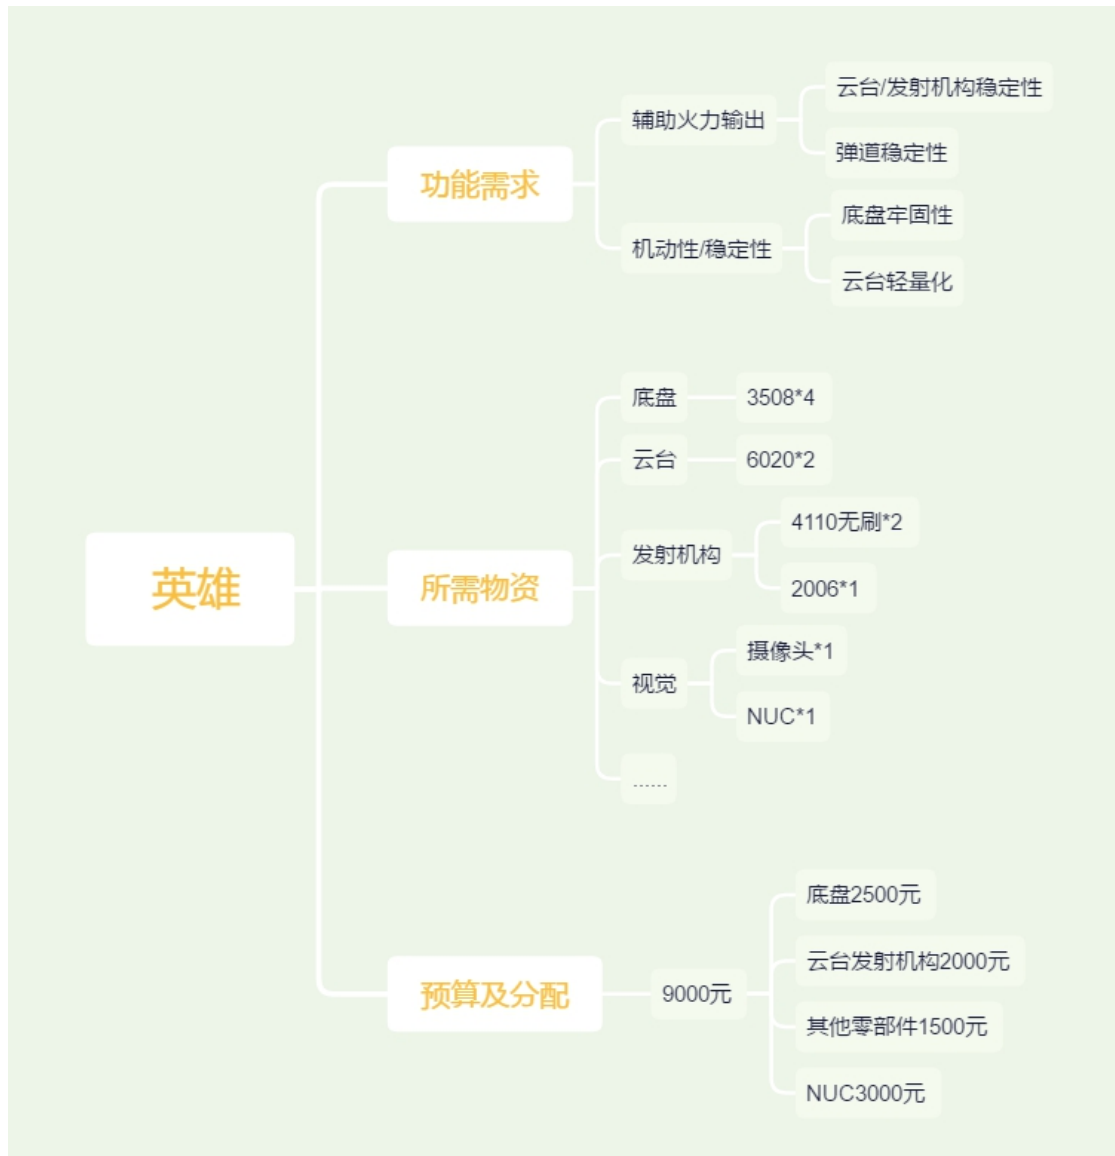 英雄
功能需求
辅助火力输出
云台/发射机构稳定性
弹道稳定性
机动性/稳定性
底盘牢固性
云台轻量化
所需物资
底盘
3508*4
云台
6020*2
发射机构
4110无刷*2
2006*1
视觉
摄像头*1
NUC*1
......
预算及分配
9000元
底盘2500元
云台发射机构2000元
其他零部件1500元
NUC3000元